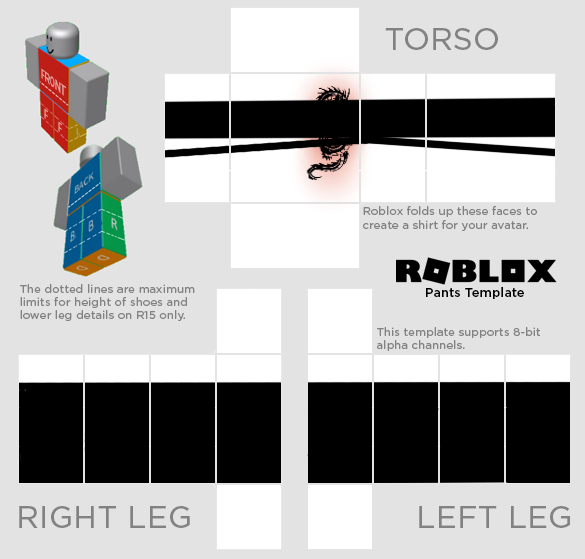 TORSO
FRONT
F F L
BACK
B B R
Roblox folds up these faces to
create a shirt for your avatar.
ROBLOX
Pants Template
The dotted lines are maximum
limits for height of shoes and
lower leg details on R15 only.
This template supports 8-bit
alpha channels.
RIGHT LEG
LEFT LEG